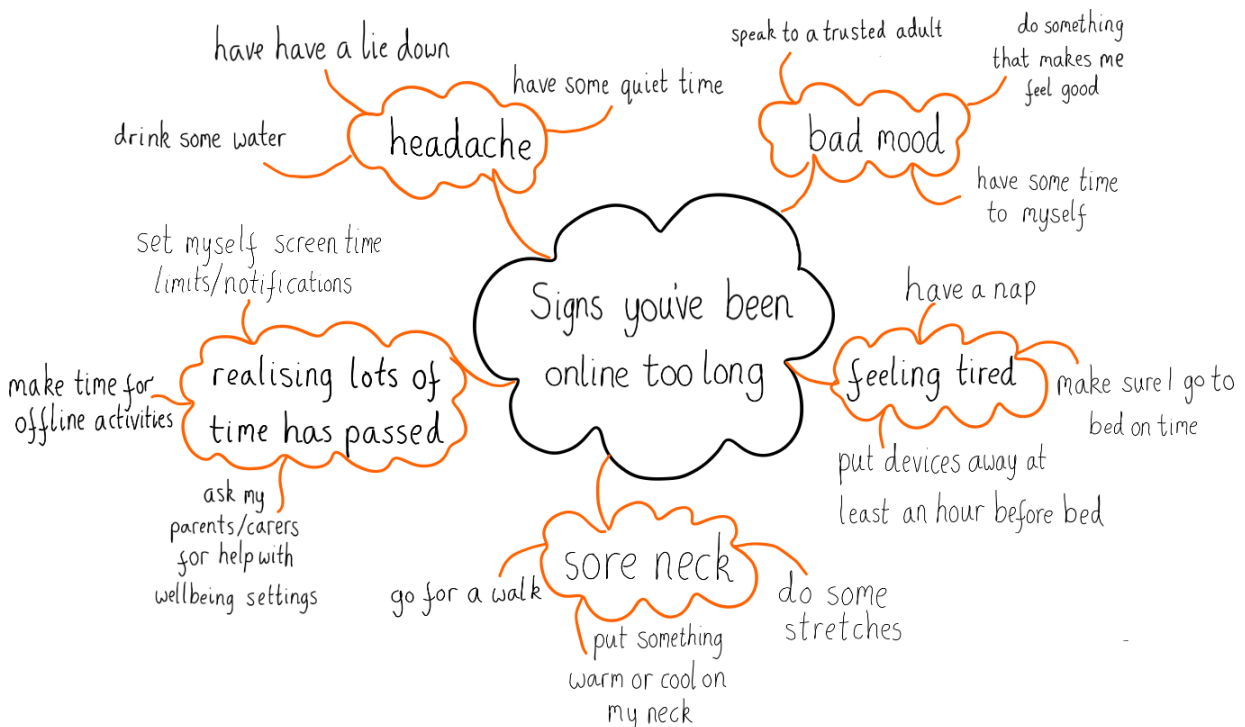 have have a lie down
have some quiet time
drink some water
headache
speak to a trusted adult
do something
that makes me
feel good
bad mood
have some time
to myself
Signs you've been
online too long
set myself screen time
limits/notifications
make time for
offline activities
realising lots of
time has passed
ask my
parents/carers
for help with
wellbeing settings
have a nap
feeling tired
make sure I go to
bed on time
put devices away at
least an hour before bed
sore neck
go for a walk
do some
stretches
put something
warm or cool on
my neck